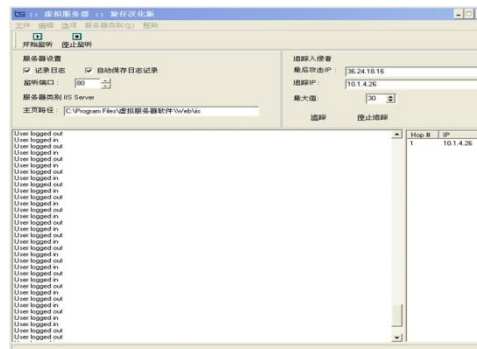 :: 虚拟服务器 :: 旋仔汉化版
文件 编辑 选项 服务器类别(L) 帮助
开始监听 停止监听
服务器设置
记录日志 自动保存日志记录
监听端口: 80
服务器类别 IIS Server
主页路径: C:\Program Files\虚拟服务器软件\Web\iis
追踪入侵者
最后攻击IP: 36.24.18.16
追踪IP: 10.1.4.26
最大值: 30
追踪 停止追踪
User logged out
User logged in
User logged out
User logged in
User logged out
User logged in
User logged out
User logged in
User logged out
User logged in
User logged out
User logged in
User logged out
User logged in
User logged out
User logged in
User logged out
User logged in
User logged out
User logged in
User logged out
User logged in
User logged out
User logged in
User logged out
User logged in
User logged out
User logged in
User logged out
User logged in
User logged out
User logged in
User logged out
Hop # IP
1 10.1.4.26